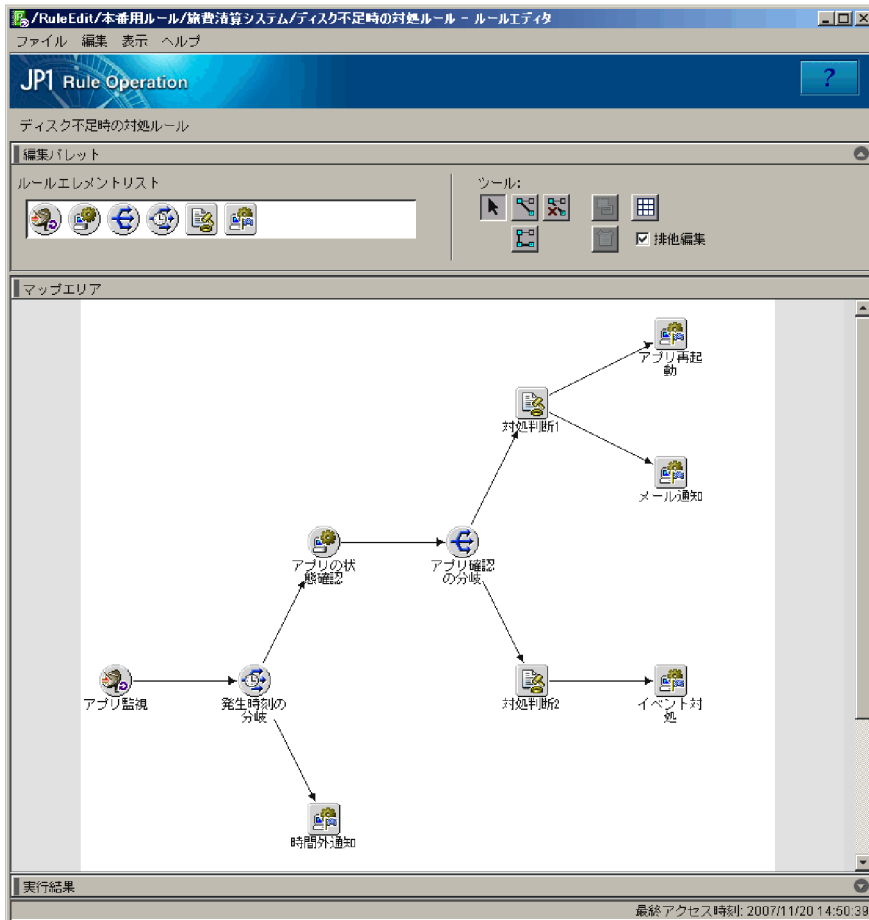 /RuleEdit/本番用ルール/旅費清算システム/ディスク不足時の対処ルール - ルールエディタ
ファイル 編集 表示 ヘルプ
JP1 Rule Operation
?
ディスク不足時の対処ルール
編集パレット
ルールエレメントリスト
ツール:
排他編集
マップエリア
アプリ再起
動
対処判断1
メール通知
アプリの状
態確認
アプリ確認
の分岐
アプリ監視
発生時刻の
分岐
対処判断2
イベント対
処
時間外通知
実行結果
最終アクセス時刻: 2007/11/20 14:50:39